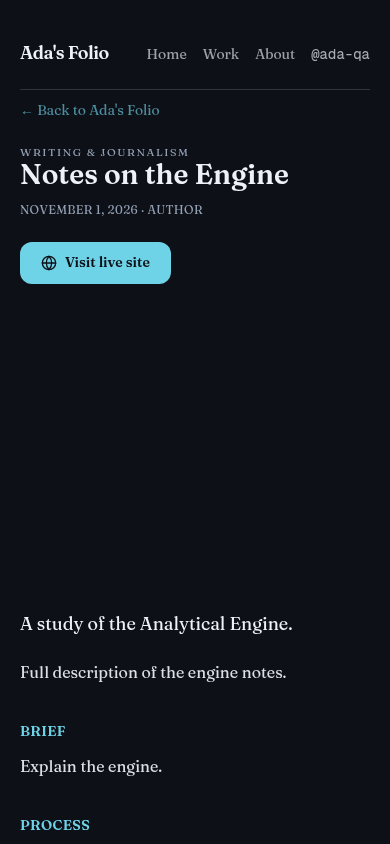 Ada's Folio Home Work About @ada-qa
← Back to Ada's Folio
WRITING & JOURNALISM
Notes on the Engine
NOVEMBER 1, 2026 · AUTHOR
Visit live site
A study of the Analytical Engine.
Full description of the engine notes.
BRIEF
Explain the engine.
PROCESS